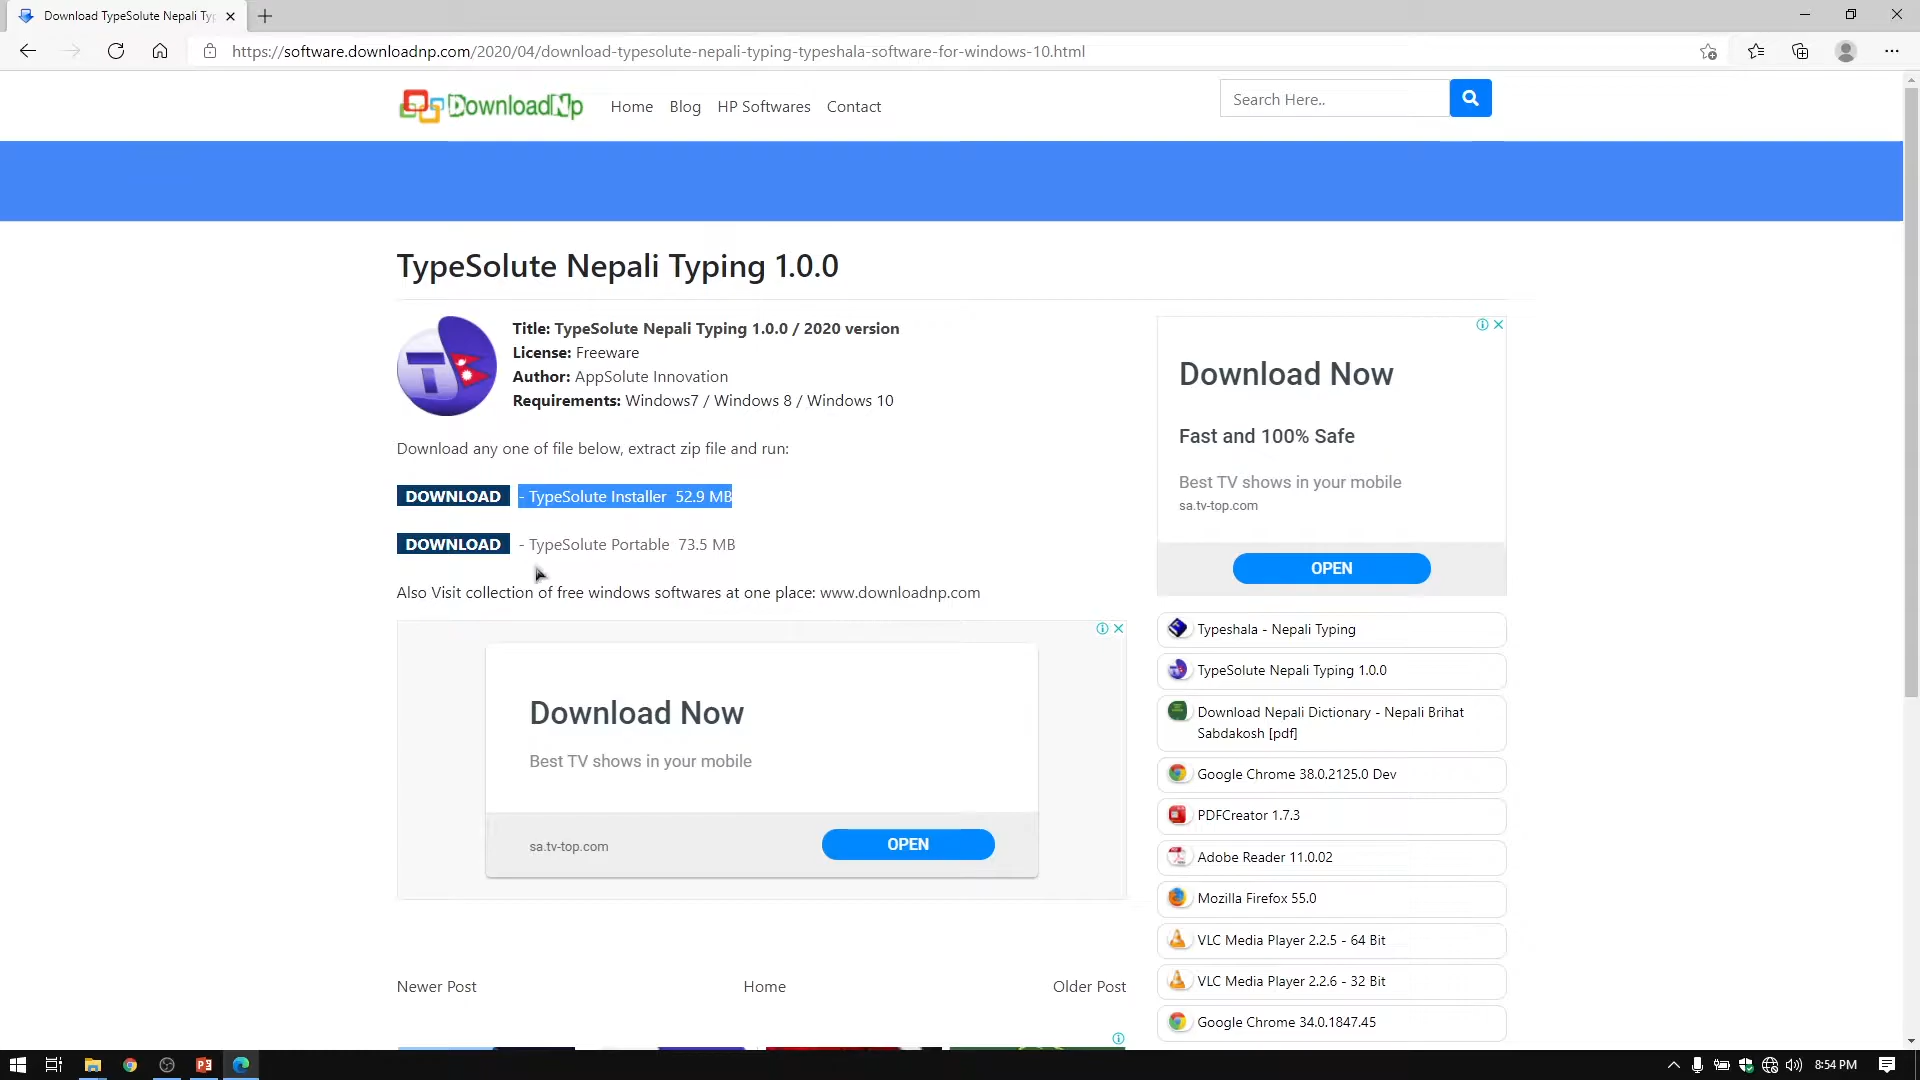 Download TypeSolute Nepali Typ
https://software.downloadnp.com/2020/04/download-typesolute-nepali-typing-typeshala-software-for-windows-10.html
DownloadNp
Home
Blog
HP Softwares
Contact
Search Here..
TypeSolute Nepali Typing 1.0.0
Title: TypeSolute Nepali Typing 1.0.0 / 2020 version
License: Freeware
Author: AppSolute Innovation
Requirements: Windows7 / Windows 8 / Windows 10
Download any one of file below, extract zip file and run:
DOWNLOAD - TypeSolute Installer 52.9 MB
DOWNLOAD - TypeSolute Portable 73.5 MB
Also Visit collection of free windows softwares at one place: www.downloadnp.com
Download Now
Best TV shows in your mobile
sa.tv-top.com
OPEN
Newer Post
Home
Older Post
Download Now
Fast and 100% Safe
Best TV shows in your mobile
sa.tv-top.com
OPEN
Typeshala - Nepali Typing
TypeSolute Nepali Typing 1.0.0
Download Nepali Dictionary - Nepali Brihat
Sabdakosh [pdf]
Google Chrome 38.0.2125.0 Dev
PDFCreator 1.7.3
Adobe Reader 11.0.02
Mozilla Firefox 55.0
VLC Media Player 2.2.5 - 64 Bit
VLC Media Player 2.2.6 - 32 Bit
Google Chrome 34.0.1847.45
8:54 PM